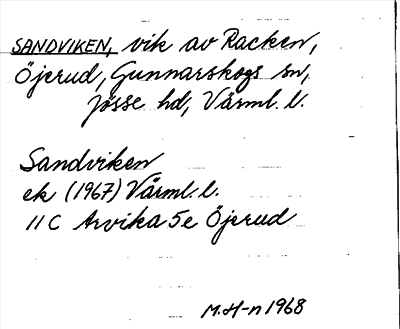 SANDVIKEN, vik av Racken,
Öjerud, Gunnarskogs sn,
Jösse hd, Värml. l.
Sandviken
ek (1967) Värml. l.
11 C Arvika 5e Öjerud
M.H-n 1968